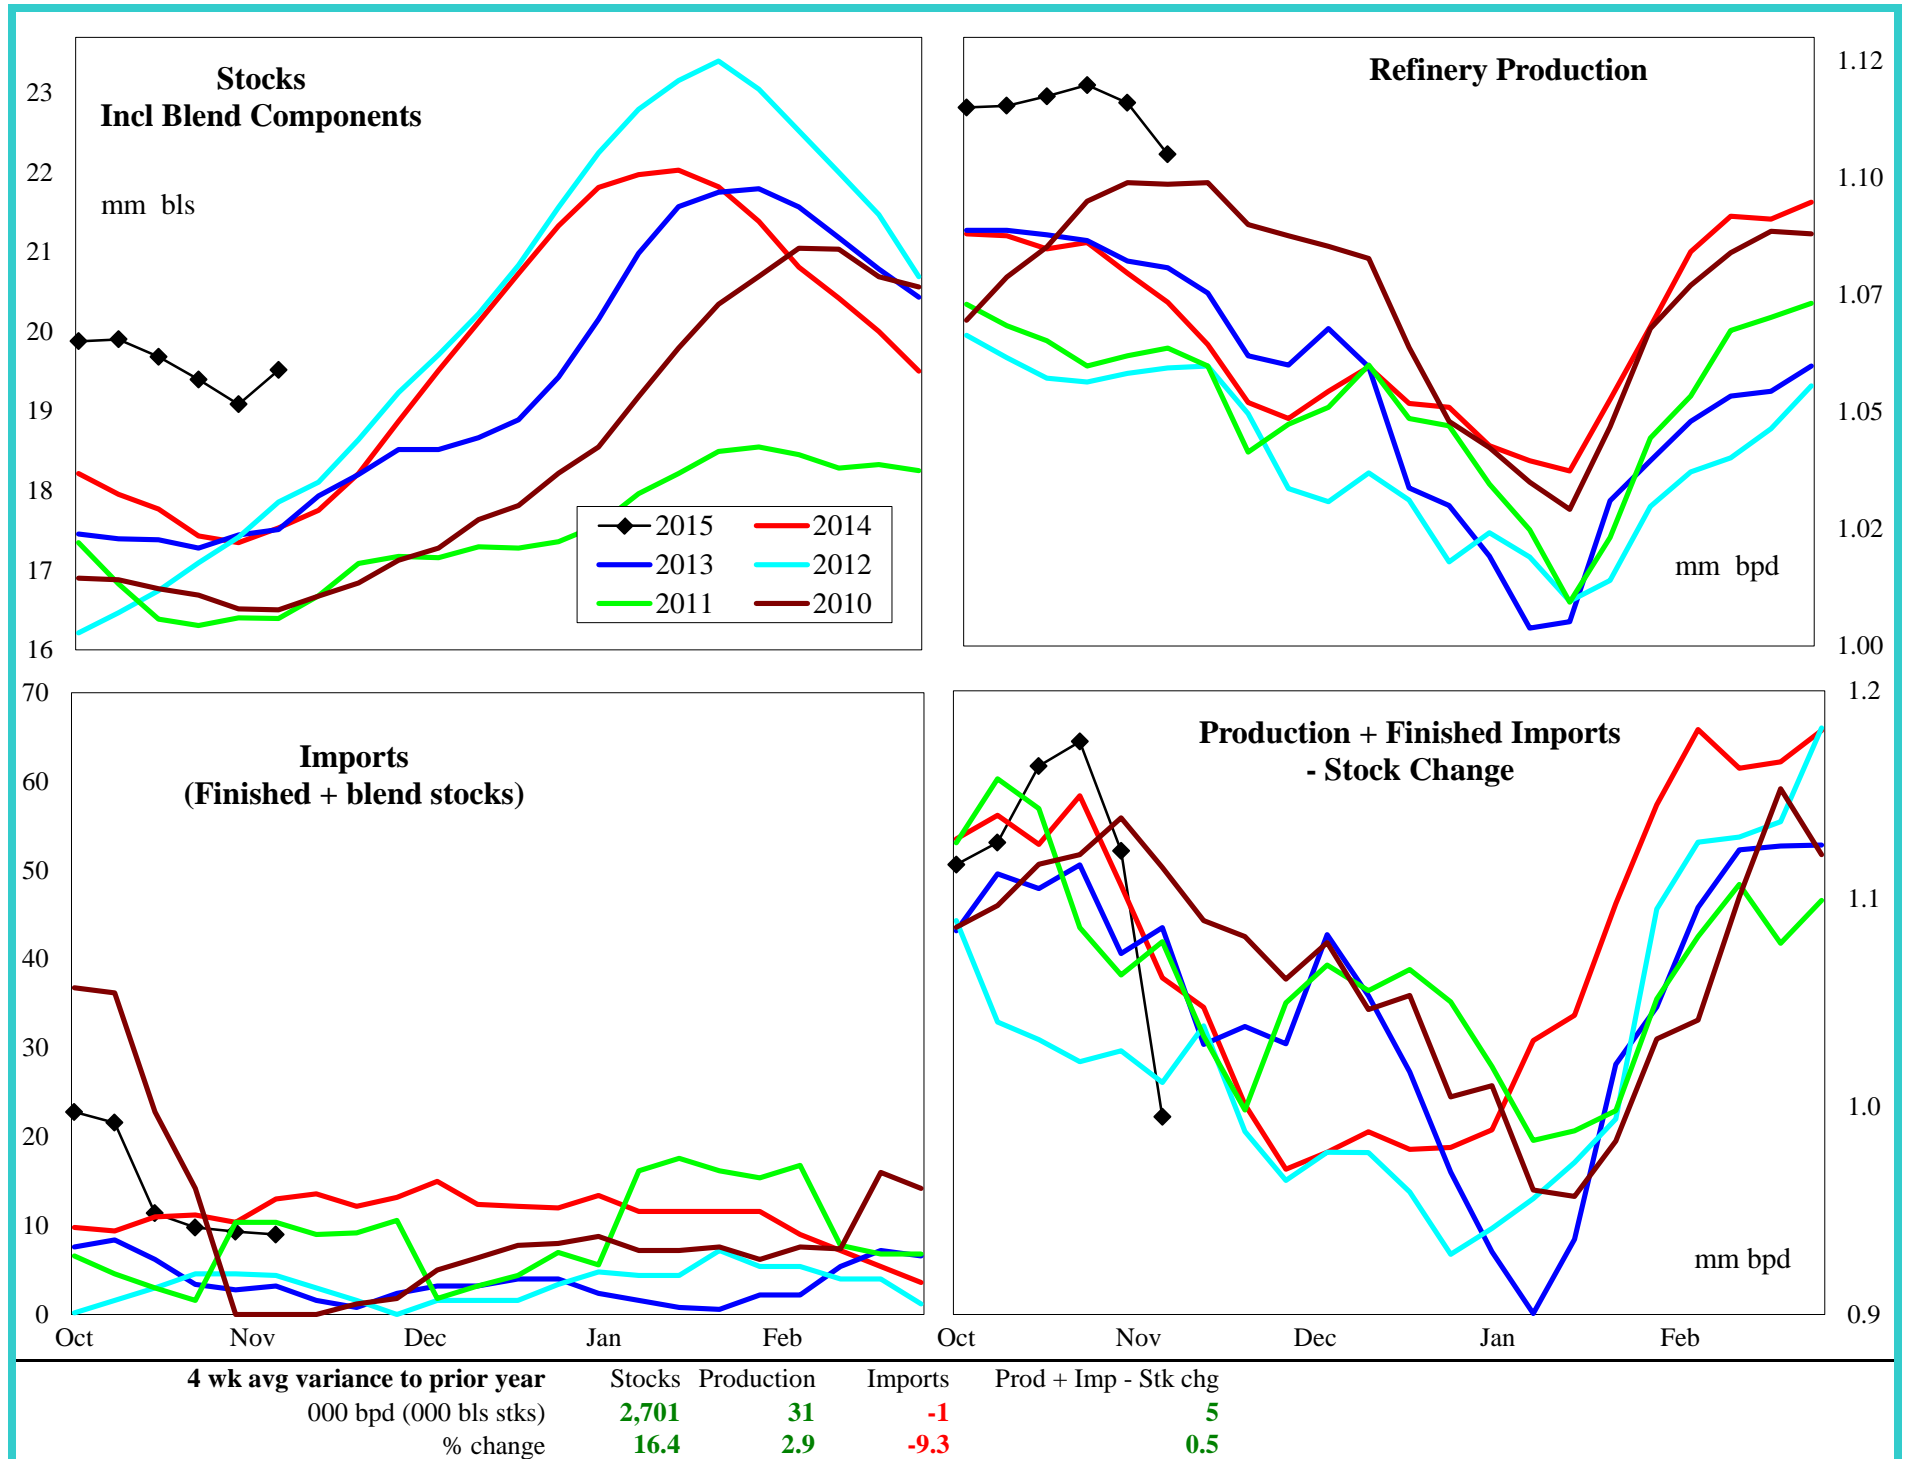 Stocks
Incl Blend Components
mm bls
23
22
21
20
19
18
17
16
2015
2014
2013
2012
2011
2010
Refinery Production
mm bpd
1.12
1.10
1.07
1.05
1.02
1.00
Imports
(Finished + blend stocks)
70
60
50
40
30
20
10
0
Oct Nov Dec Jan Feb
Production + Finished Imports
- Stock Change
mm bpd
1.2
1.1
1.0
0.9
Oct Nov Dec Jan Feb
4 wk avg variance to prior year Stocks Production Imports Prod + Imp - Stk chg
000 bpd (000 bls stks) 2,701 31 -1 5
% change 16.4 2.9 -9.3 0.5